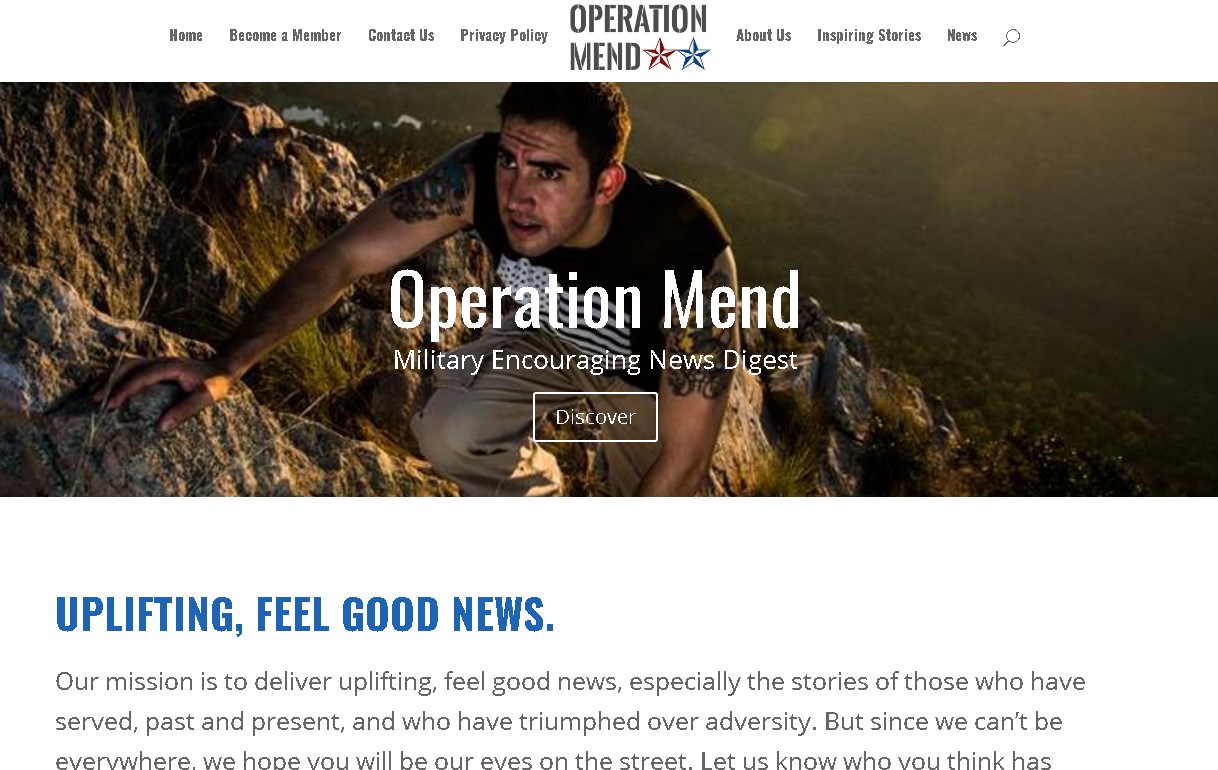 Home Become a Member Contact Us Privacy Policy OPERATION MEND About Us Inspiring Stories News
Operation Mend
Military Encouraging News Digest
Discover
UPLIFTING, FEEL GOOD NEWS.
Our mission is to deliver uplifting, feel good news, especially the stories of those who have
served, past and present, and who have triumphed over adversity. But since we can’t be
everywhere, we hope you will be our eyes on the street. Let us know who you think has